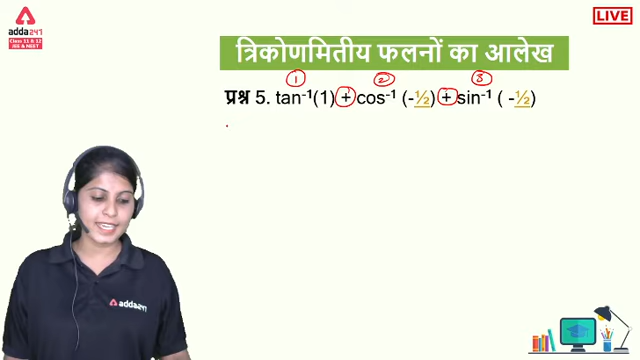 adda247
Class 11 & 12
JEE & NEET
LIVE
त्रिकोणमितीय फलनों का आलेख
1 2 3
प्रश्न 5. tan⁻¹(1) + cos⁻¹ (-½) + sin⁻¹ ( -½)
adda247